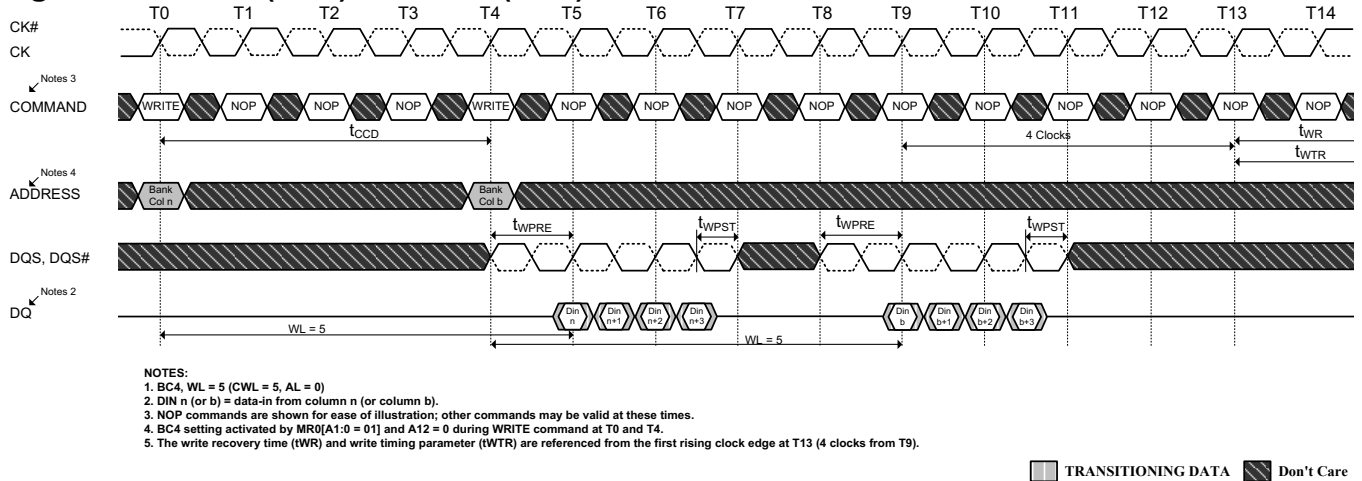 T0 T1 T2 T3 T4 T5 T6 T7 T8 T9 T10 T11 T12 T13 T14
CK#
CK
Notes 3
COMMAND WRITE NOP NOP NOP WRITE NOP NOP NOP NOP NOP NOP NOP NOP NOP NOP
tCCD 4 Clocks tWR
tWTR
Notes 4
ADDRESS
Bank Col n
Bank Col b
tWPRE tWPST tWPRE tWPST
DQS, DQS#
Notes 2
DQ
Din n
Din n+1
Din n+2
Din n+3
Din b
Din b+1
Din b+2
Din b+3
WL = 5
WL = 5
NOTES:
1. BC4, WL = 5 (CWL = 5, AL = 0)
2. DIN n (or b) = data-in from column n (or column b).
3. NOP commands are shown for ease of illustration; other commands may be valid at these times.
4. BC4 setting activated by MR0[A1:0 = 01] and A12 = 0 during WRITE command at T0 and T4.
5. The write recovery time (tWR) and write timing parameter (tWTR) are referenced from the first rising clock edge at T13 (4 clocks from T9).
TRANSITIONING DATA Don't Care